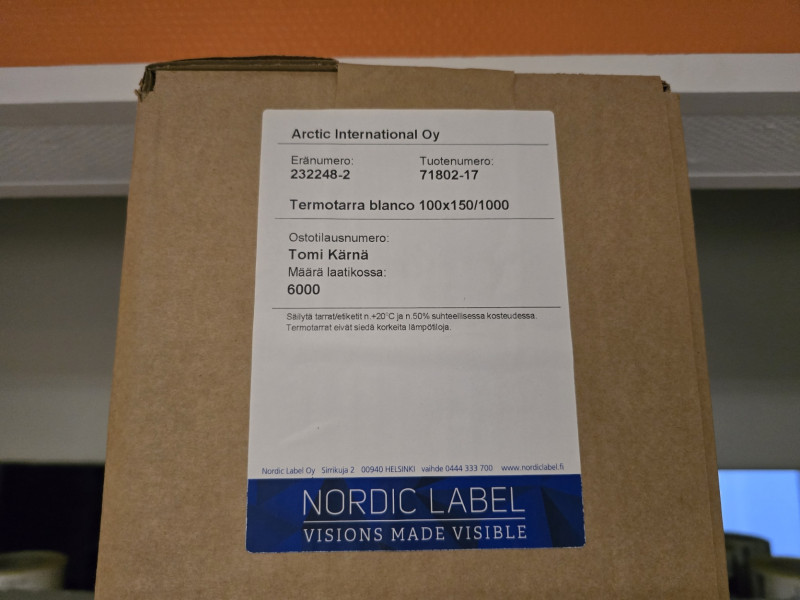 Arctic International Oy
Eränumero: Tuotenumero:
232248-2 71802-17
Termotarra blanco 100x150/1000
Ostotilausnumero:
Tomi Kärnä
Määrä laatikossa:
6000
Säilytä tarrat/etiketit n.+20°C ja n.50% suhteellisessa kosteudessa.
Termotarrat eivät siedä korkeita lämpötiloja.
Nordic Label Oy Sirrikuja 2 00940 HELSINKI vaihde 0444 333 700 www.nordiclabel.fi
NORDIC LABEL
VISIONS MADE VISIBLE